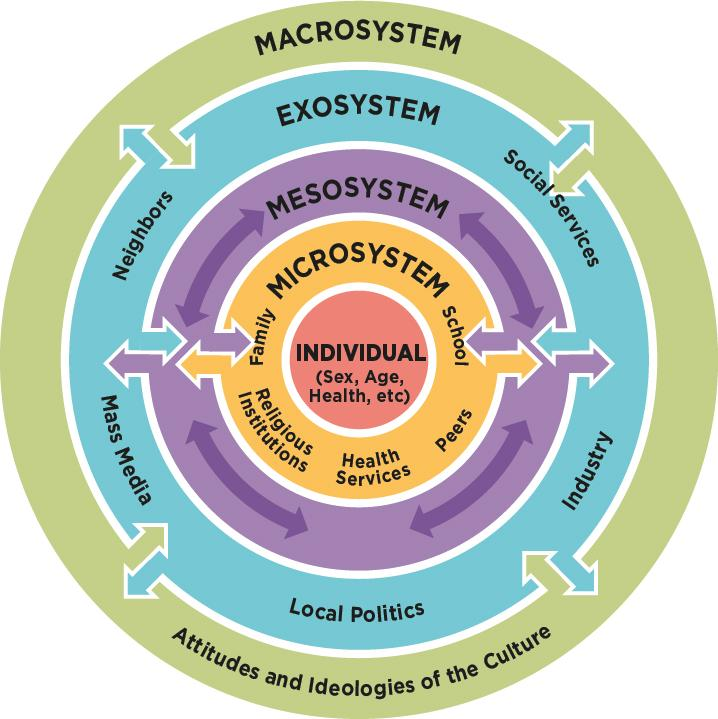 MACROSYSTEM
EXOSYSTEM
MESOSYSTEM
MICROSYSTEM
INDIVIDUAL
(Sex, Age,
Health, etc)
Family
School
Religious
Institutions
Health
Services
Peers
Neighbors
Social Services
Mass Media
Industry
Local Politics
Attitudes and Ideologies of the Culture